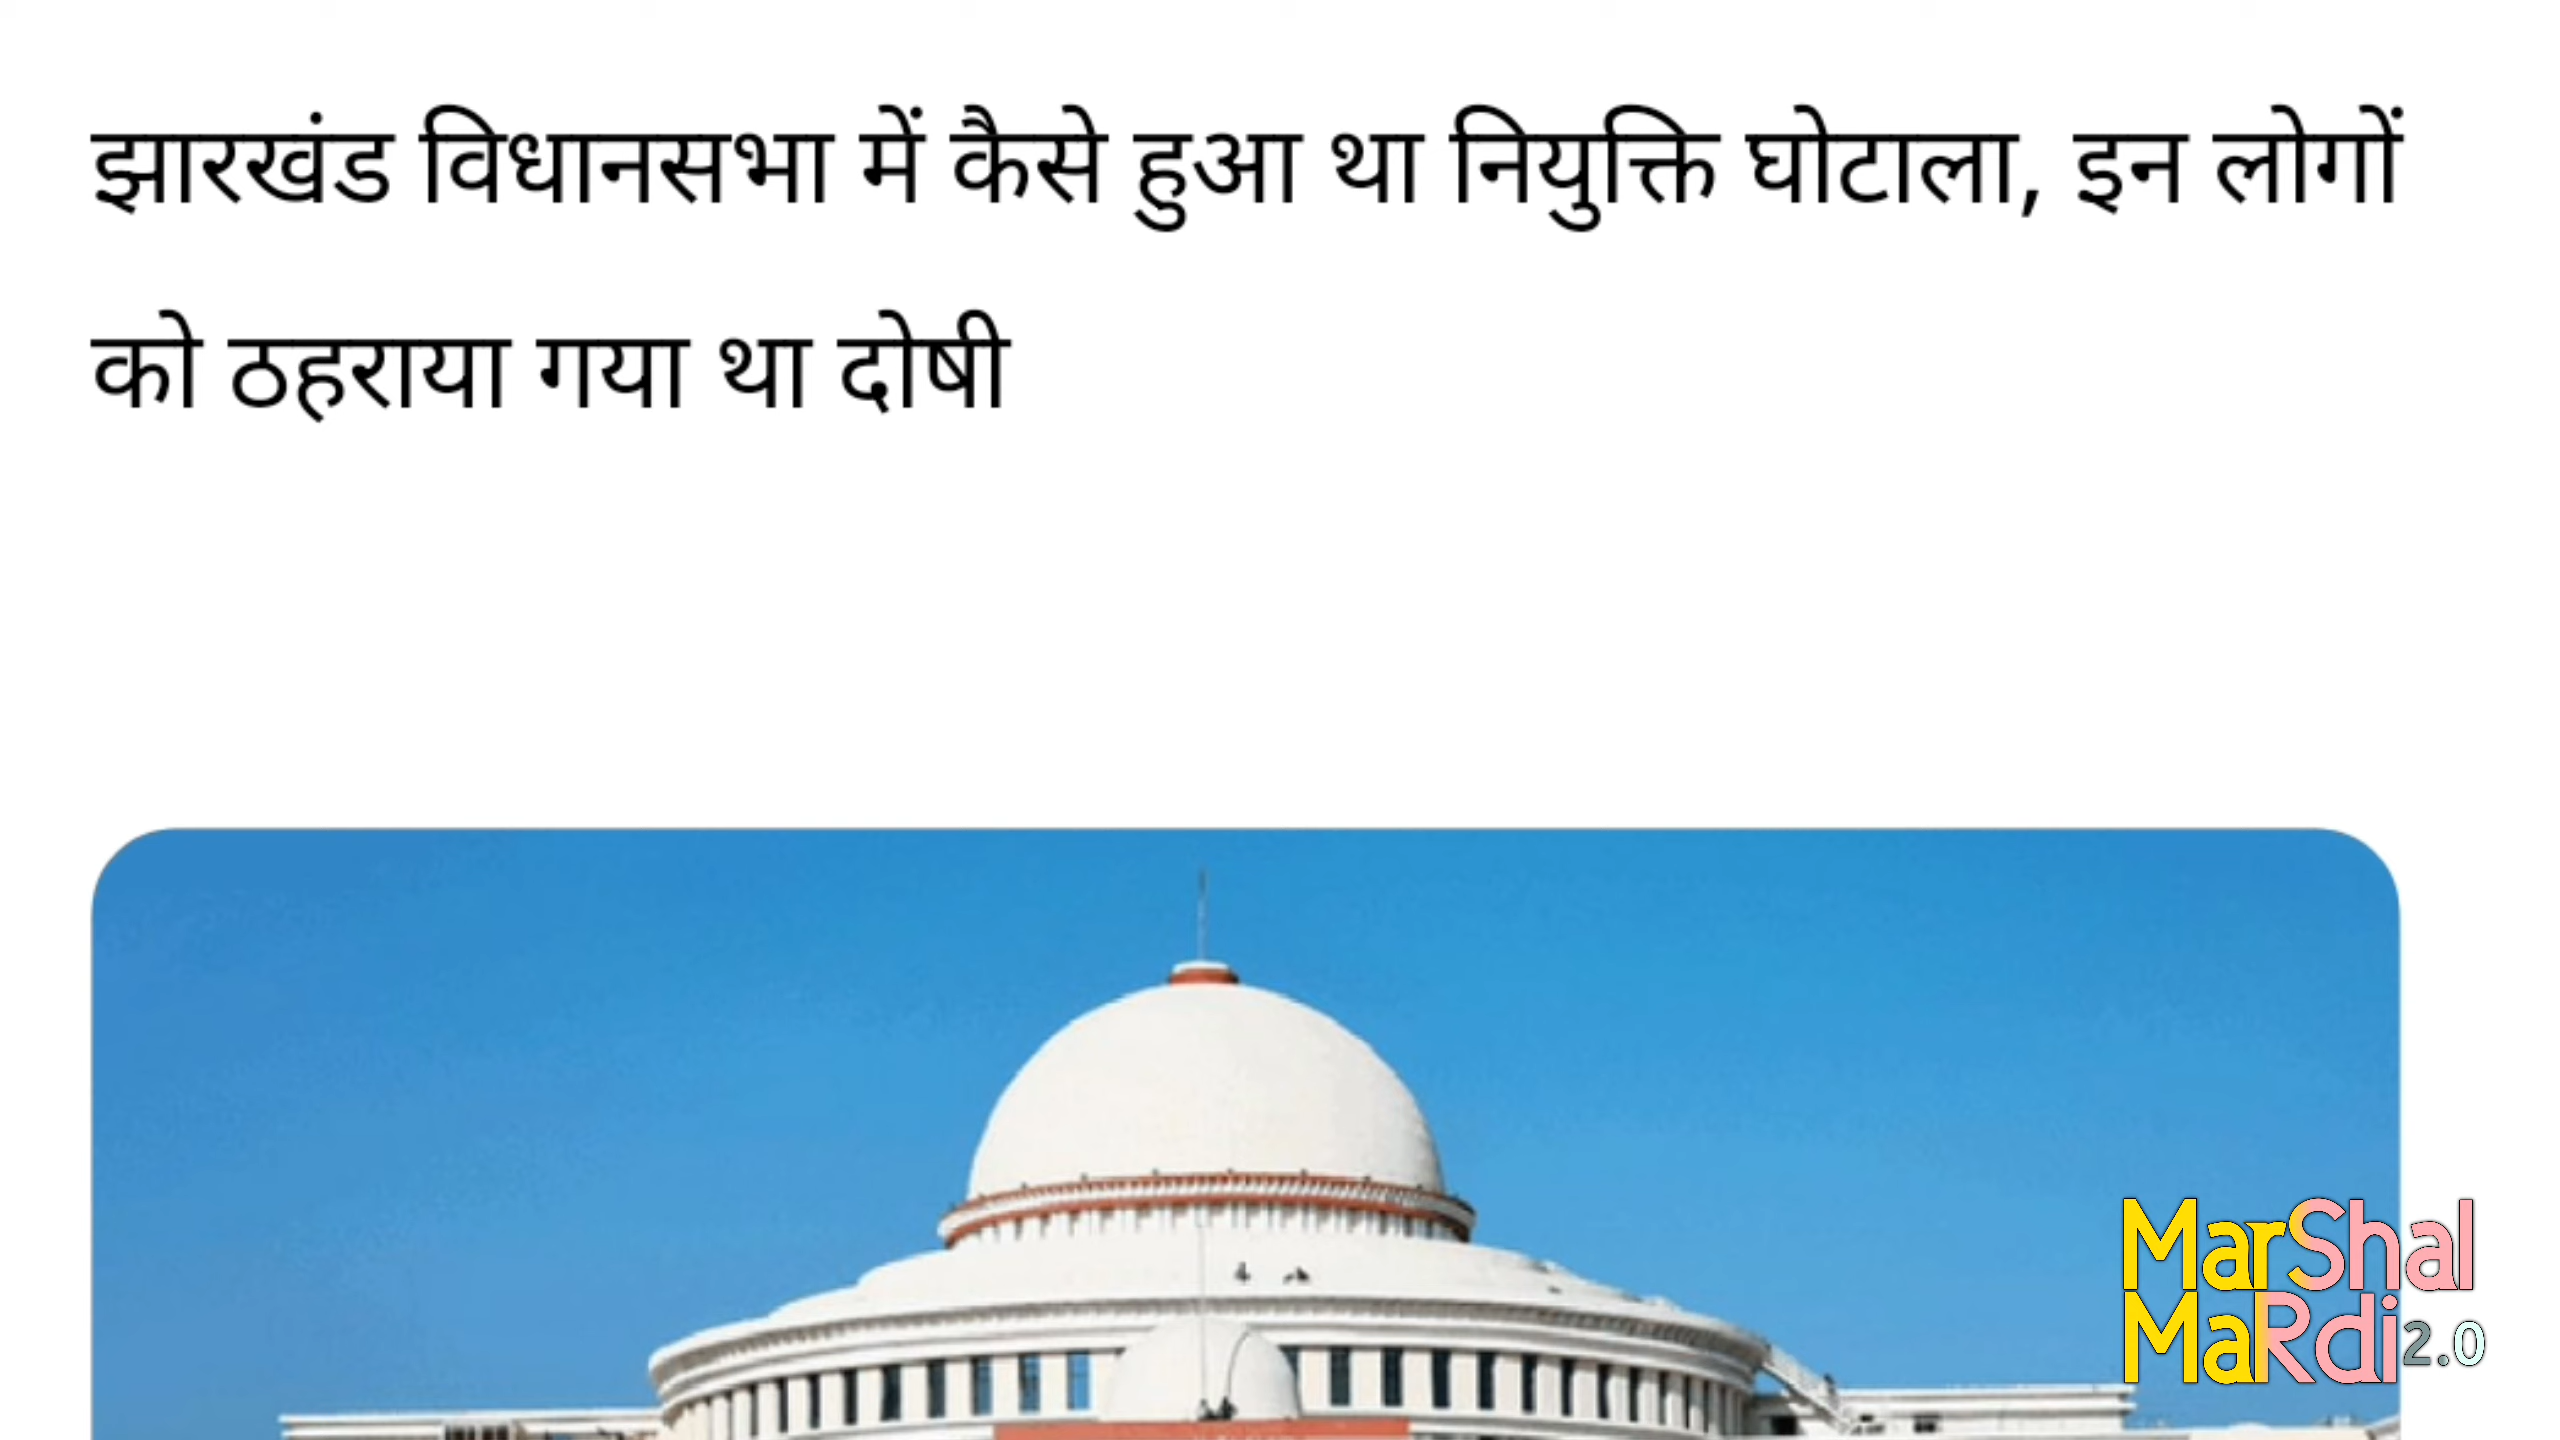 झारखंड विधानसभा में कैसे हुआ था नियुक्ति घोटाला, इन लोगों
को ठहराया गया था दोषी
MarShal
MaRdi2.0